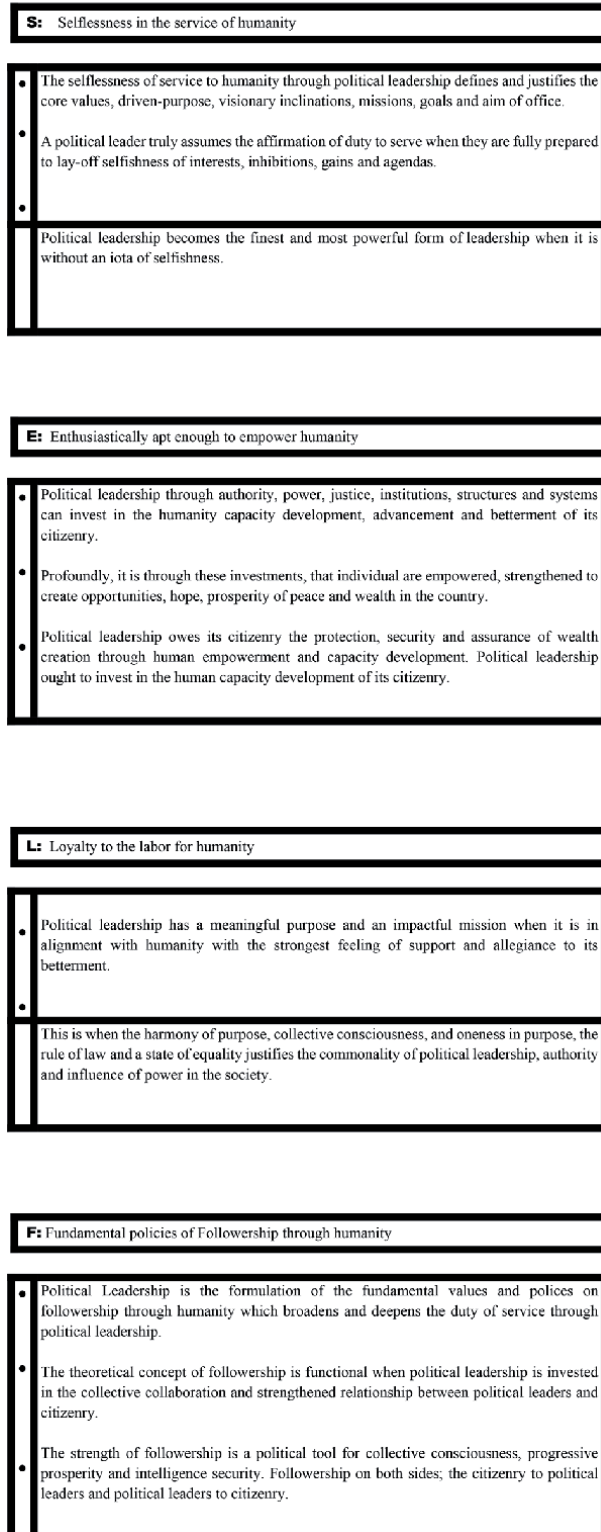 S: Selflessness in the service of humanity
• The selflessness of service to humanity through political leadership defines and justifies the
core values, driven-purpose, visionary inclinations, missions, goals and aim of office.
• A political leader truly assumes the affirmation of duty to serve when they are fully prepared
to lay-off selfishness of interests, inhibitions, gains and agendas.
•
Political leadership becomes the finest and most powerful form of leadership when it is
without an iota of selfishness.
E: Enthusiastically apt enough to empower humanity
• Political leadership through authority, power, justice, institutions, structures and systems
can invest in the humanity capacity development, advancement and betterment of its
citizenry.
• Profoundly, it is through these investments, that individual are empowered, strengthened to
create opportunities, hope, prosperity of peace and wealth in the country.
• Political leadership owes its citizenry the protection, security and assurance of wealth
creation through human empowerment and capacity development. Political leadership
ought to invest in the human capacity development of its citizenry.
L: Loyalty to the labor for humanity
• Political leadership has a meaningful purpose and an impactful mission when it is in
alignment with humanity with the strongest feeling of support and allegiance to its
betterment.
•
This is when the harmony of purpose, collective consciousness, and oneness in purpose, the
rule of law and a state of equality justifies the commonality of political leadership, authority
and influence of power in the society.
F: Fundamental policies of Followership through humanity
• Political Leadership is the formulation of the fundamental values and polices on
followership through humanity which broadens and deepens the duty of service through
political leadership.
• The theoretical concept of followership is functional when political leadership is invested
in the collective collaboration and strengthened relationship between political leaders and
citizenry.
• The strength of followership is a political tool for collective consciousness, progressive
prosperity and intelligence security. Followership on both sides; the citizenry to political
leaders and political leaders to citizenry.